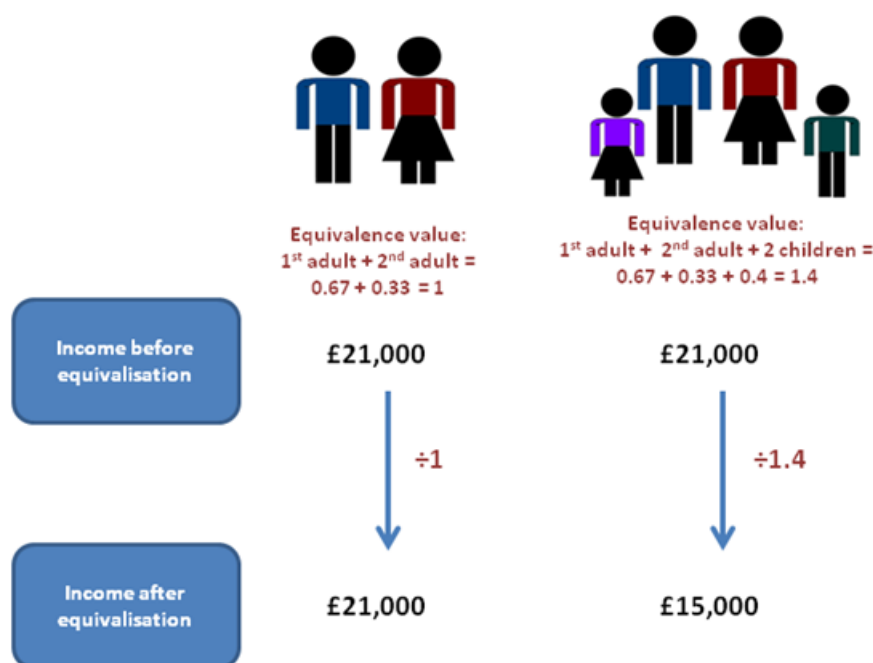 Equivalence value:
1st adult + 2nd adult =
0.67 + 0.33 = 1
Equivalence value:
1st adult + 2nd adult + 2 children =
0.67 + 0.33 + 0.4 = 1.4
Income before
equivalisation
£21,000
£21,000
÷1
÷1.4
Income after
equivalisation
£21,000
£15,000